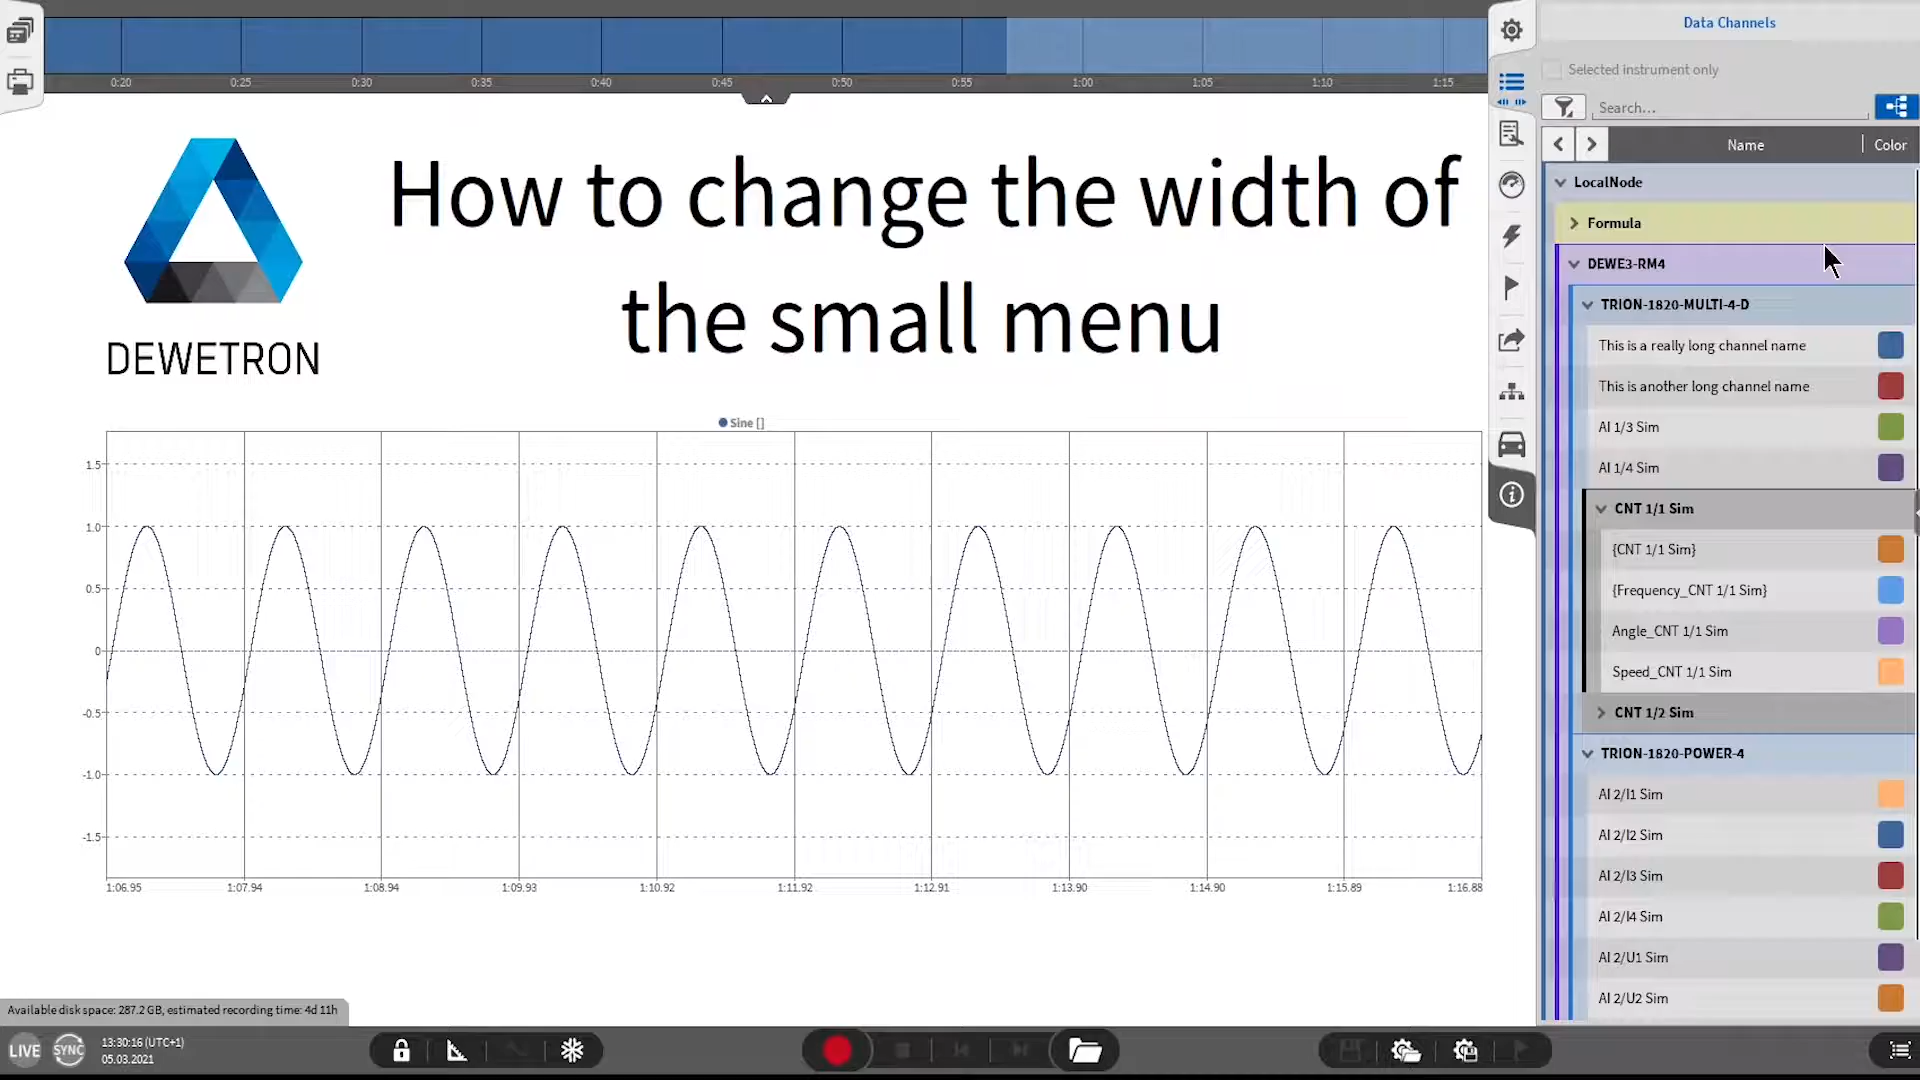 0:20 0:25 0:30 0:35 0:40 0:45 0:50 0:55 1:00 1:05 1:10 1:15
How to change the width of
the small menu
DEWETRON
Sine []
1.5
1.0
0.5
0
-0.5
-1.0
-1.5
1:06.95 1:07.94 1:08.94 1:09.93 1:10.92 1:11.92 1:12.91 1:13.90 1:14.90 1:15.89 1:16.88
Data Channels
Selected instrument only
Search...
Name Color
LocalNode
Formula
DEWE3-RM4
TRION-1820-MULTI-4-D
This is a really long channel name
This is another long channel name
AI 1/3 Sim
AI 1/4 Sim
CNT 1/1 Sim
{CNT 1/1 Sim}
{Frequency_CNT 1/1 Sim}
Angle_CNT 1/1 Sim
Speed_CNT 1/1 Sim
CNT 1/2 Sim
TRION-1820-POWER-4
AI 2/I1 Sim
AI 2/I2 Sim
AI 2/I3 Sim
AI 2/I4 Sim
AI 2/U1 Sim
AI 2/U2 Sim
Available disk space: 287.2 GB, estimated recording time: 4d 11h
LIVE SYNC 13:30:16 (UTC+1)
05.03.2021